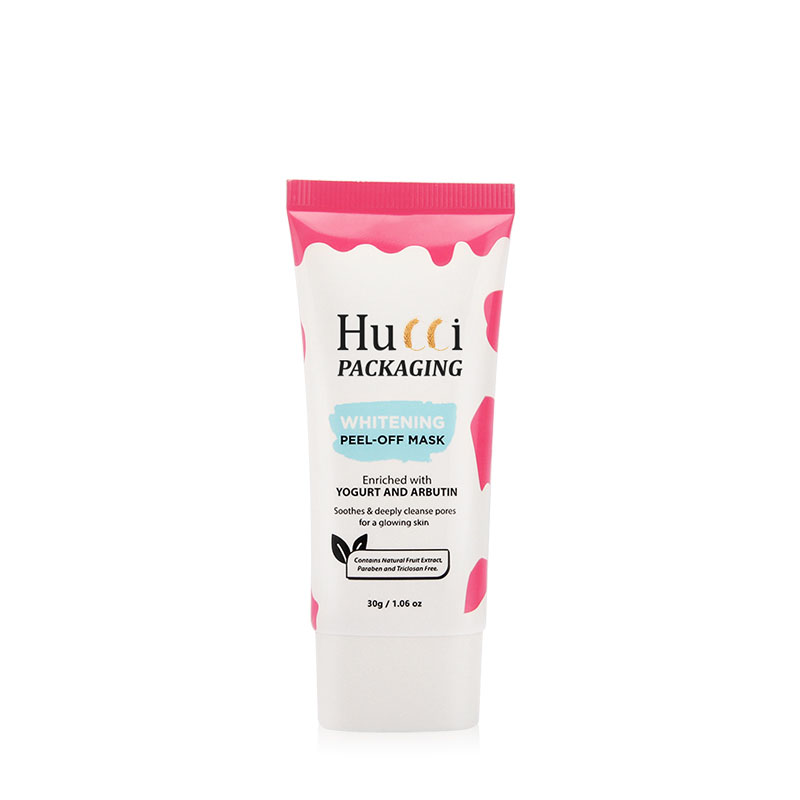 Hucci
PACKAGING
WHITENING
PEEL-OFF MASK
Enriched with
YOGURT AND ARBUTIN
Soothes & deeply cleanse pores
for a glowing skin
Contains Natural Fruit Extract,
Paraben and Triclosan Free.
30g / 1.06 oz